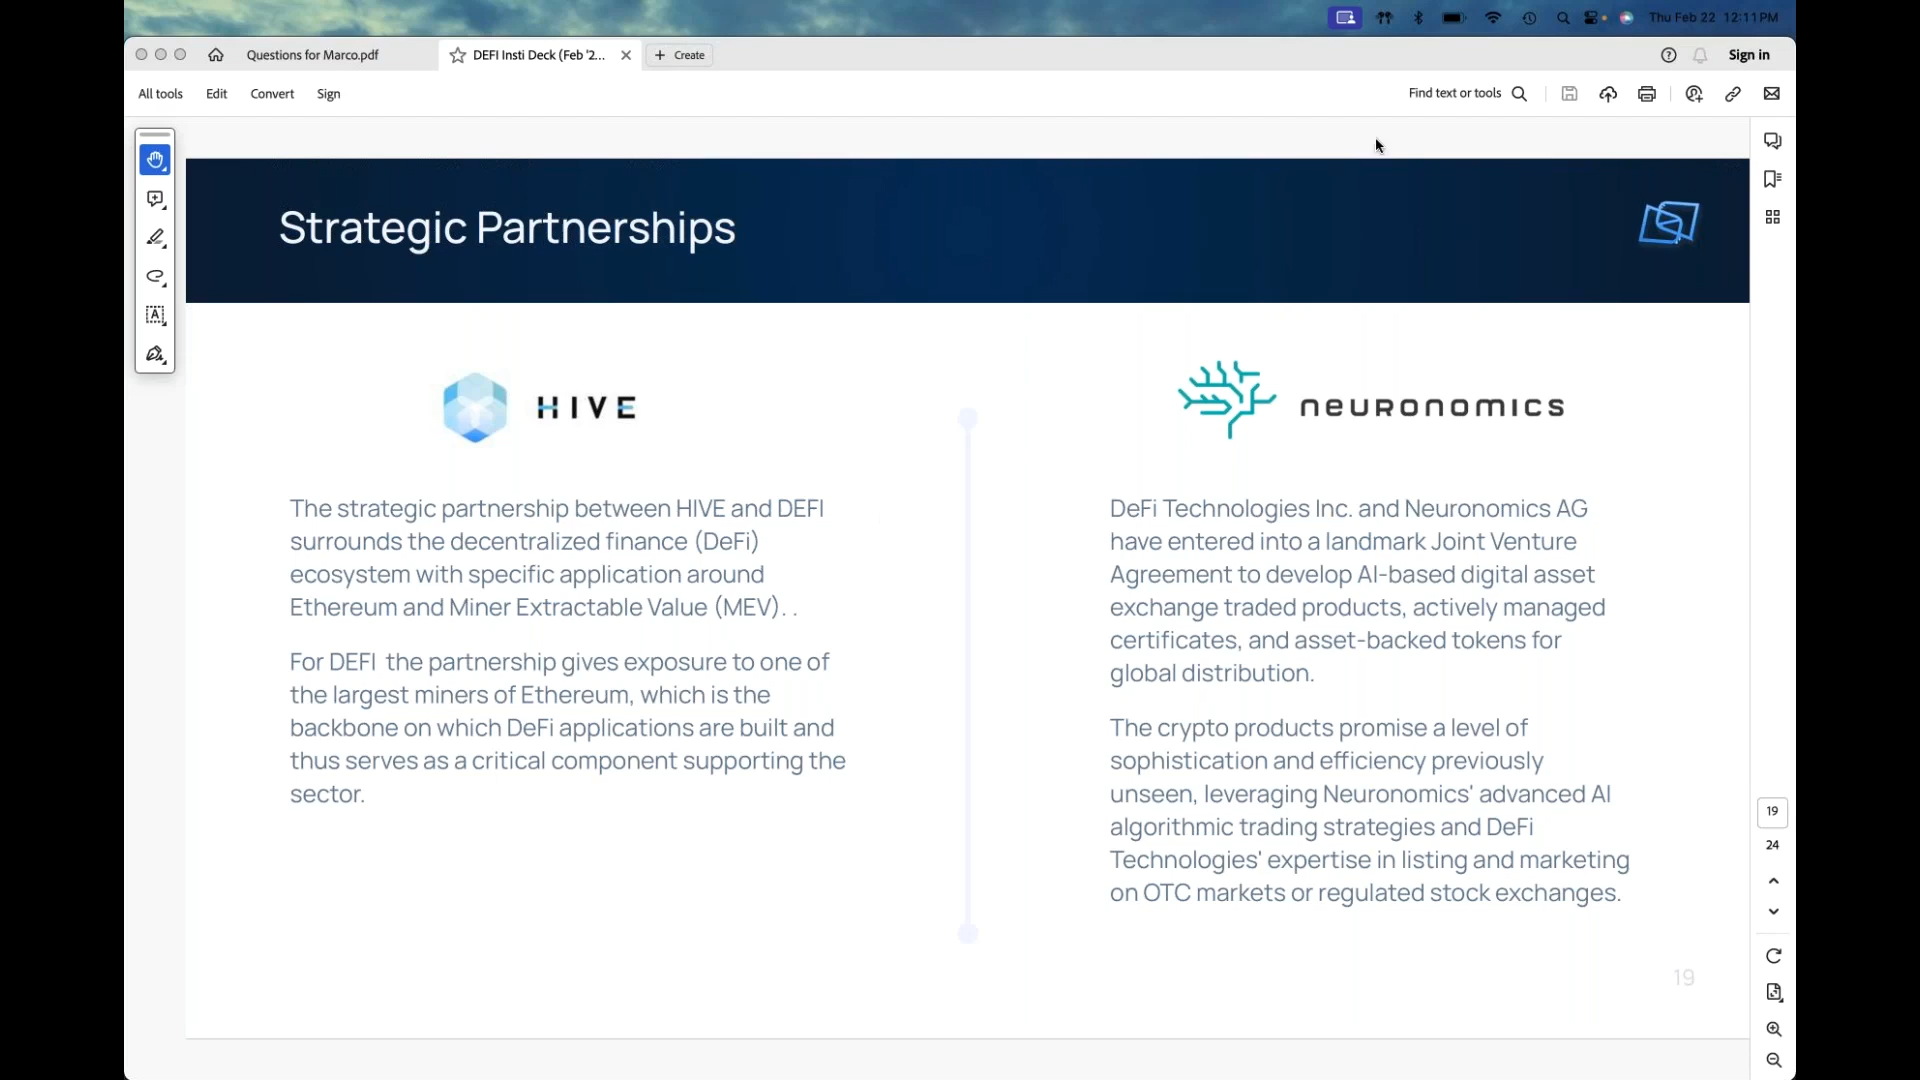 Thu Feb 22 12:11 PM
Questions for Marco.pdf
DEFI Insti Deck (Feb '2...
Create
Sign in
All tools
Edit
Convert
Sign
Find text or tools
Strategic Partnerships
HIVE
The strategic partnership between HIVE and DEFI
surrounds the decentralized finance (DeFi)
ecosystem with specific application around
Ethereum and Miner Extractable Value (MEV). .
For DEFI the partnership gives exposure to one of
the largest miners of Ethereum, which is the
backbone on which DeFi applications are built and
thus serves as a critical component supporting the
sector.
neuronomics
DeFi Technologies Inc. and Neuronomics AG
have entered into a landmark Joint Venture
Agreement to develop AI-based digital asset
exchange traded products, actively managed
certificates, and asset-backed tokens for
global distribution.
The crypto products promise a level of
sophistication and efficiency previously
unseen, leveraging Neuronomics' advanced AI
algorithmic trading strategies and DeFi
Technologies' expertise in listing and marketing
on OTC markets or regulated stock exchanges.
19
19
24